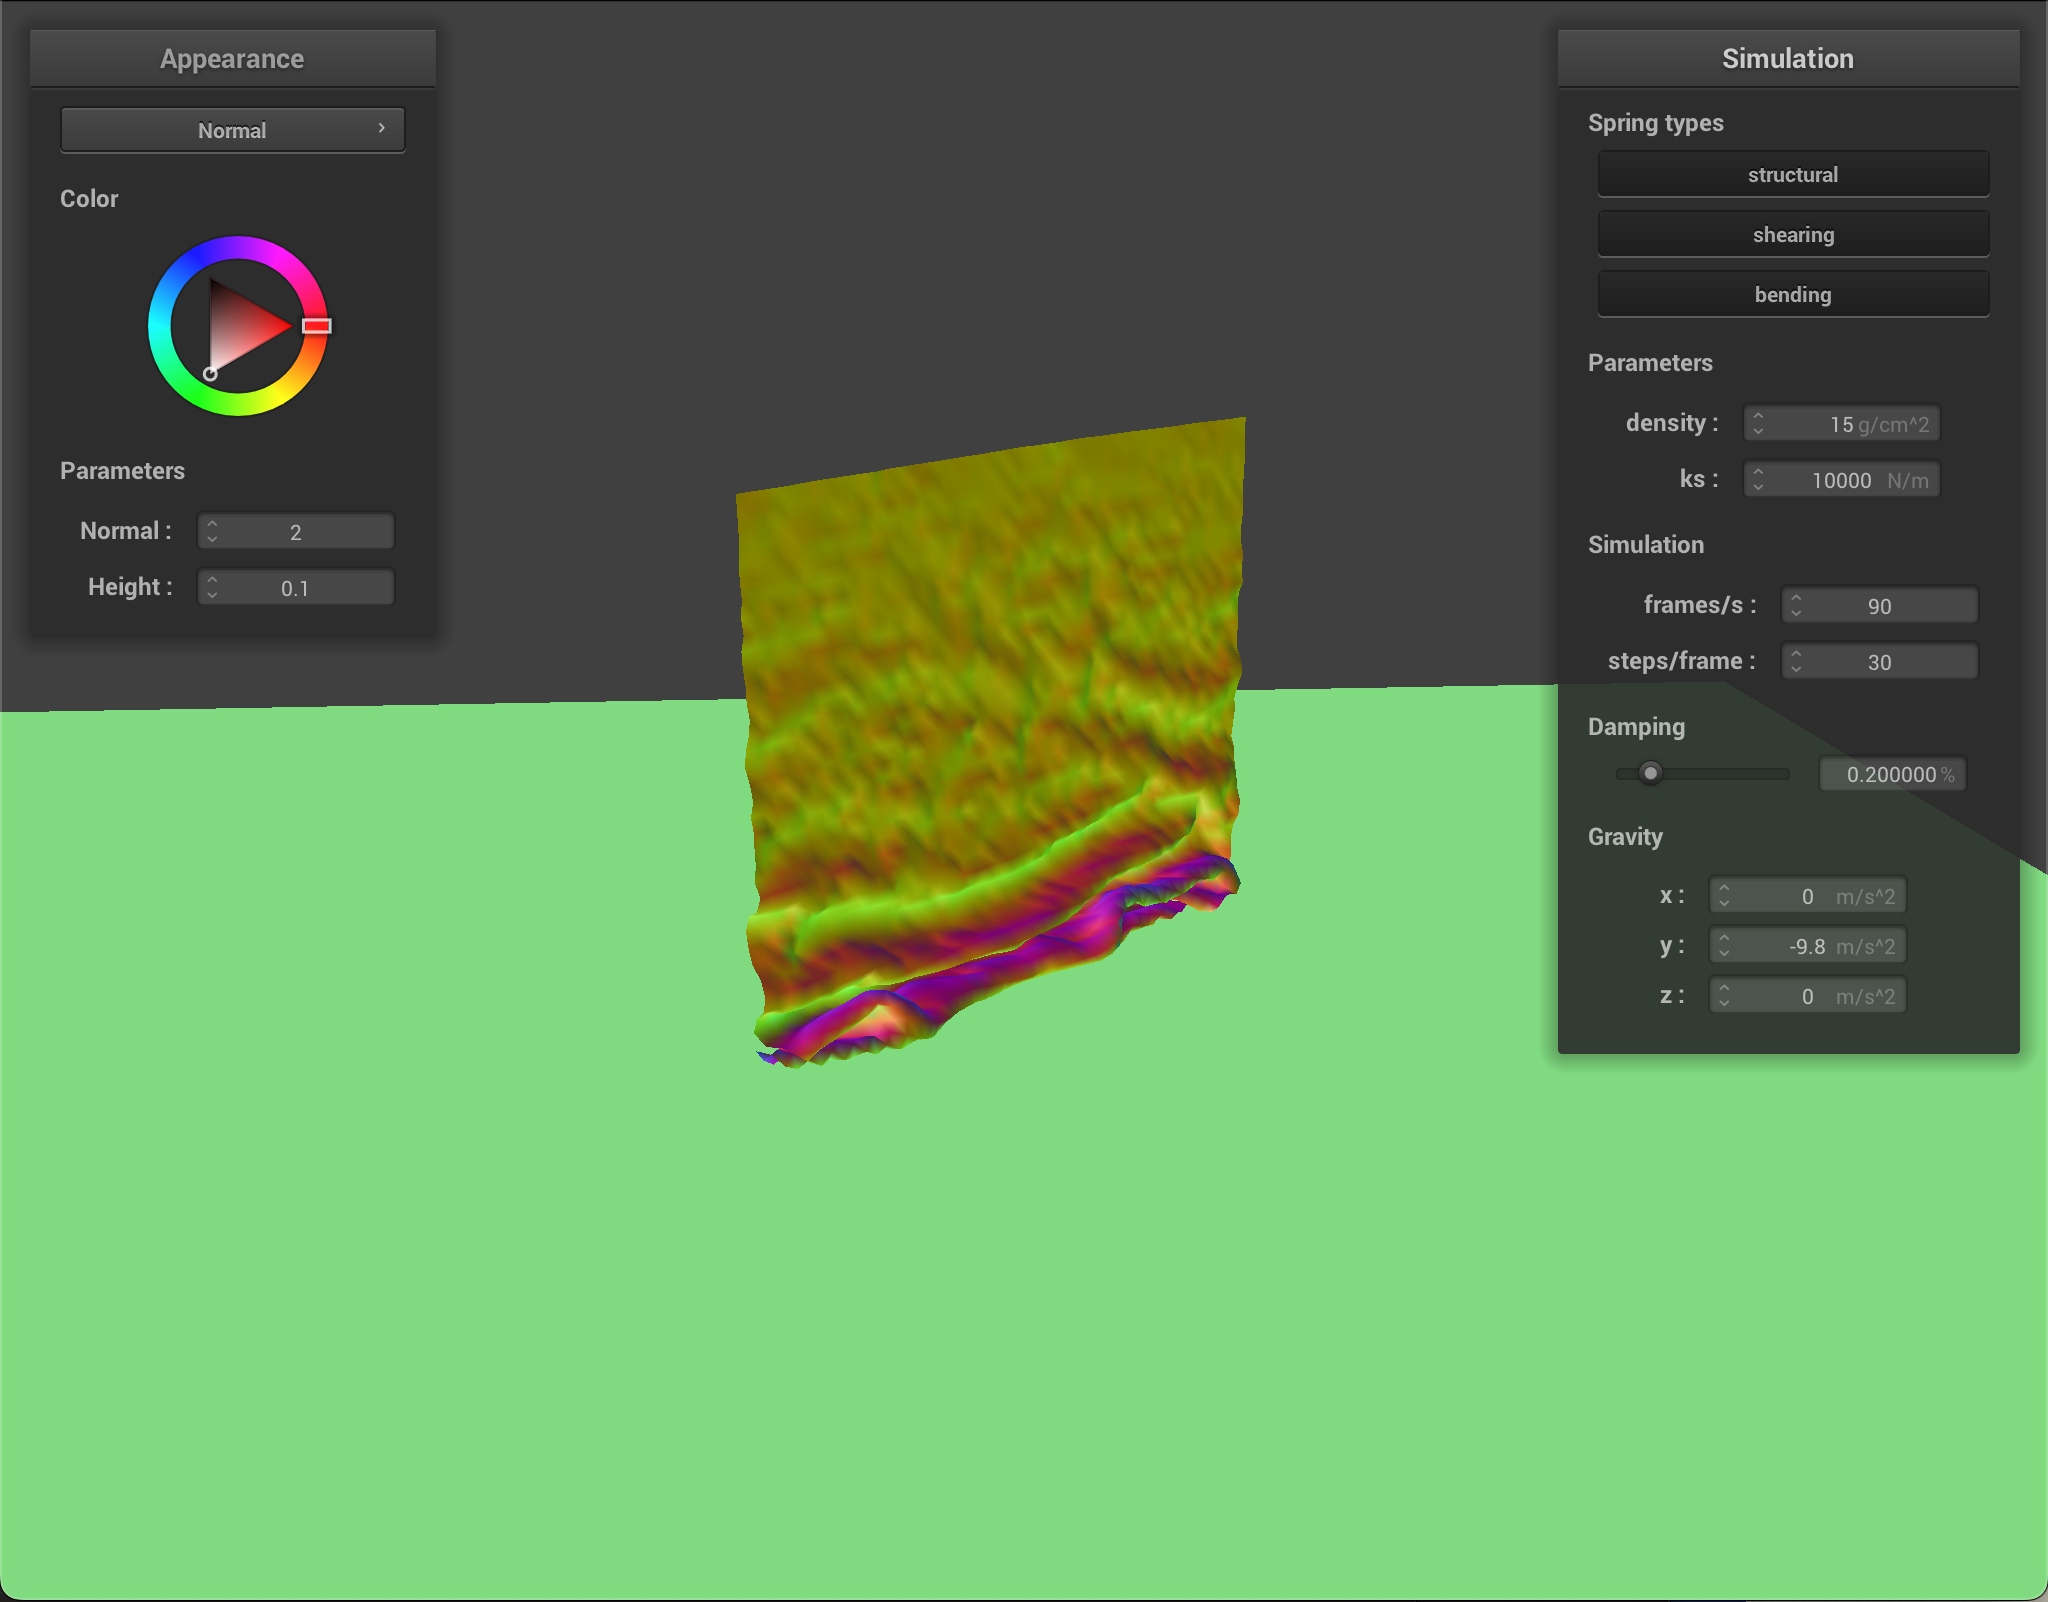 Appearance
Normal
Color
Parameters
Normal : 2
Height : 0.1
Simulation
Spring types
structural
shearing
bending
Parameters
density : 15 g/cm^2
ks : 10000 N/m
Simulation
frames/s : 90
steps/frame : 30
Damping
0.200000 %
Gravity
x : 0 m/s^2
y : -9.8 m/s^2
z : 0 m/s^2